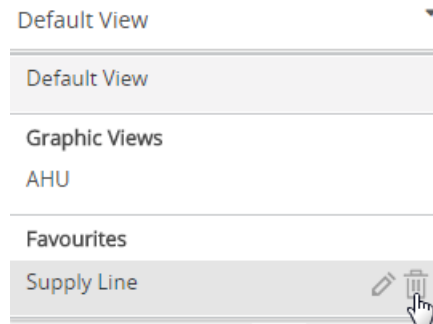 Default View
Default View
Graphic Views
AHU
Favourites
Supply Line